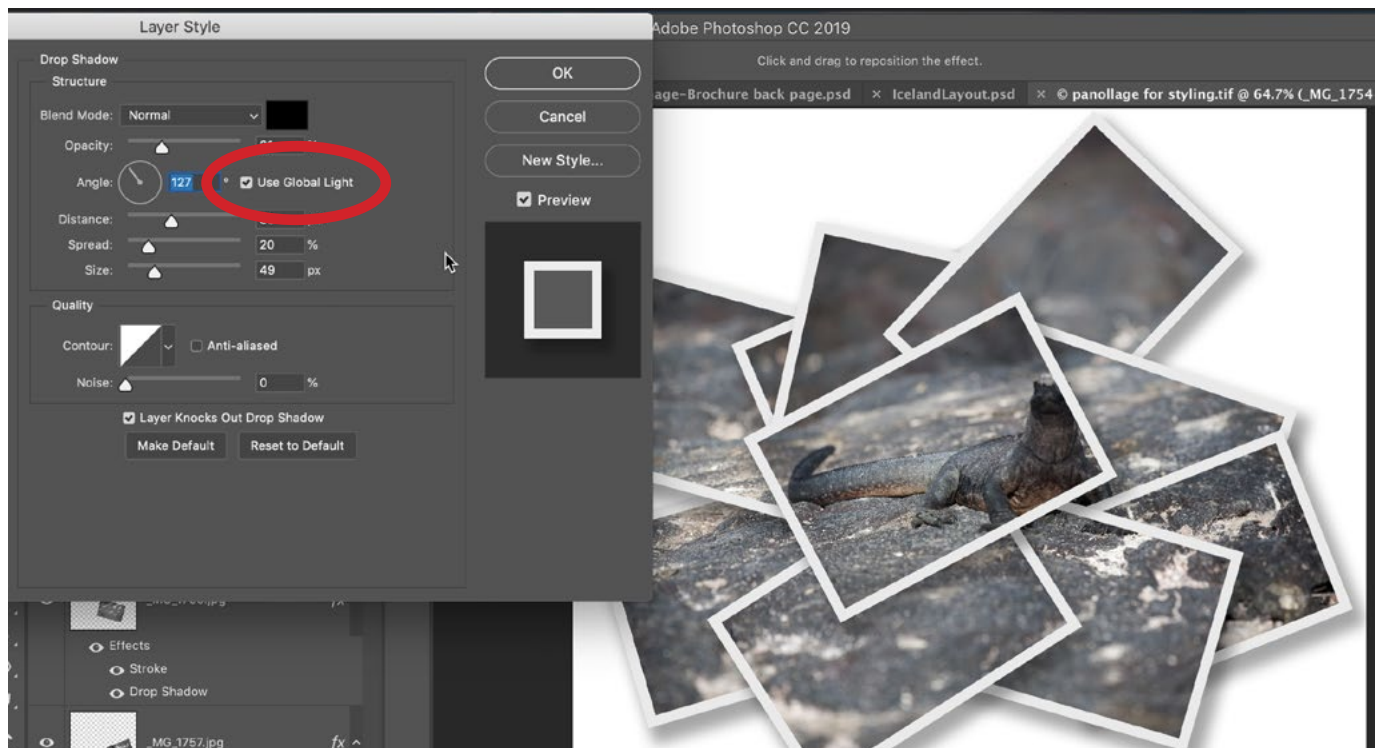 Layer Style
Adobe Photoshop CC 2019
Click and drag to reposition the effect.
age-Brochure back page.psd × IcelandLayout.psd × © panollage for styling.tif @ 64.7% (_MG_1754
Drop Shadow
Structure
Blend Mode: Normal
Opacity:
Angle: 127 ° Use Global Light
Distance:
Spread: 20 %
Size: 49 px
Quality
Contour: Anti-aliased
Noise: 0 %
Layer Knocks Out Drop Shadow
Make Default Reset to Default
OK
Cancel
New Style...
Preview
Effects
Stroke
Drop Shadow
_MG_1757.jpg fx